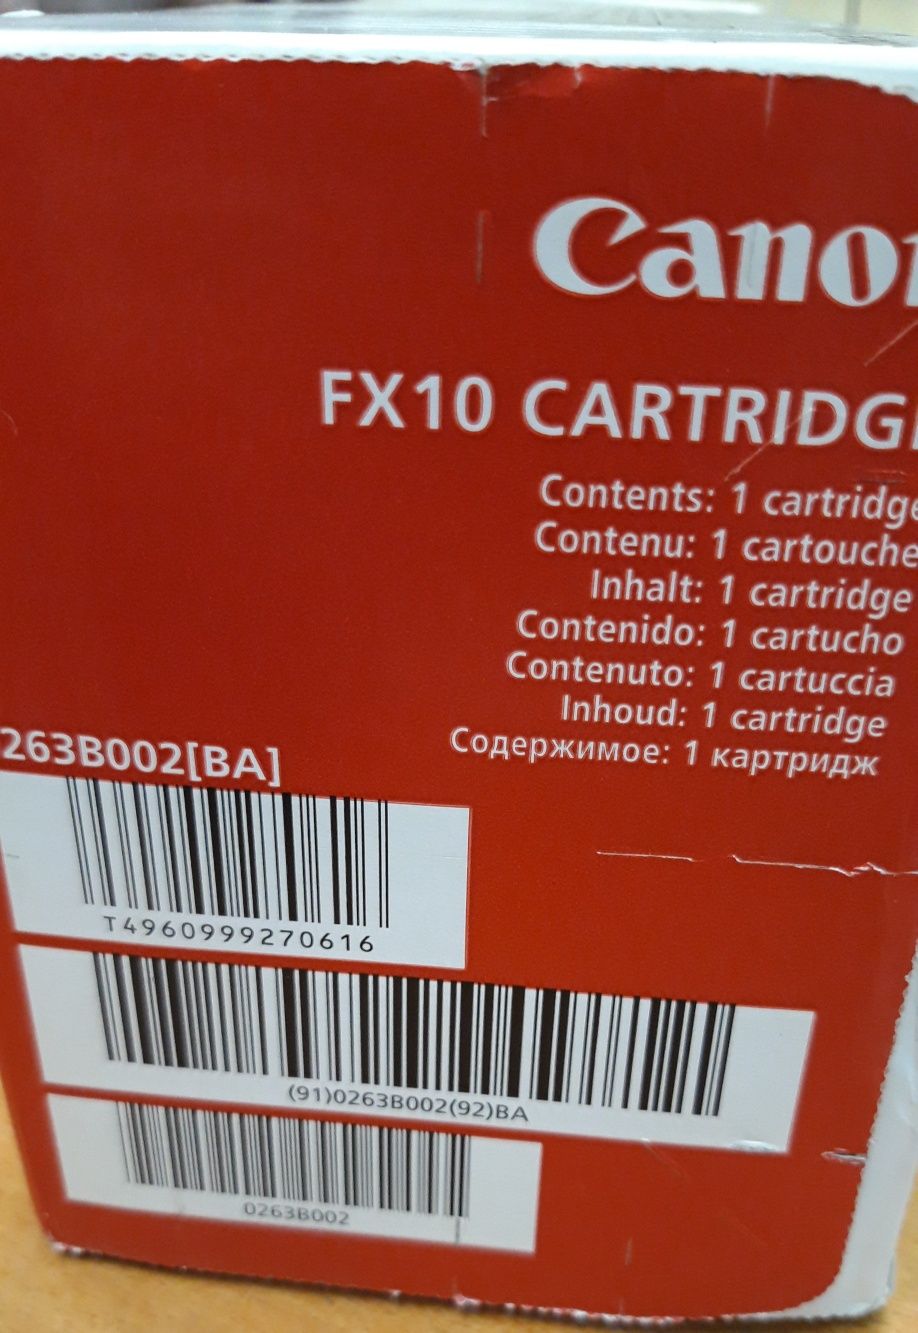 Canon
FX10 CARTRIDGE
Contents: 1 cartridge
Contenu: 1 cartouche
Inhalt: 1 cartridge
Contenido: 1 cartucho
Contenuto: 1 cartuccia
Inhoud: 1 cartridge
Содержимое: 1 картридж
263B002[BA]
T4960999270616
(91)0263B002(92)BA
0263B002